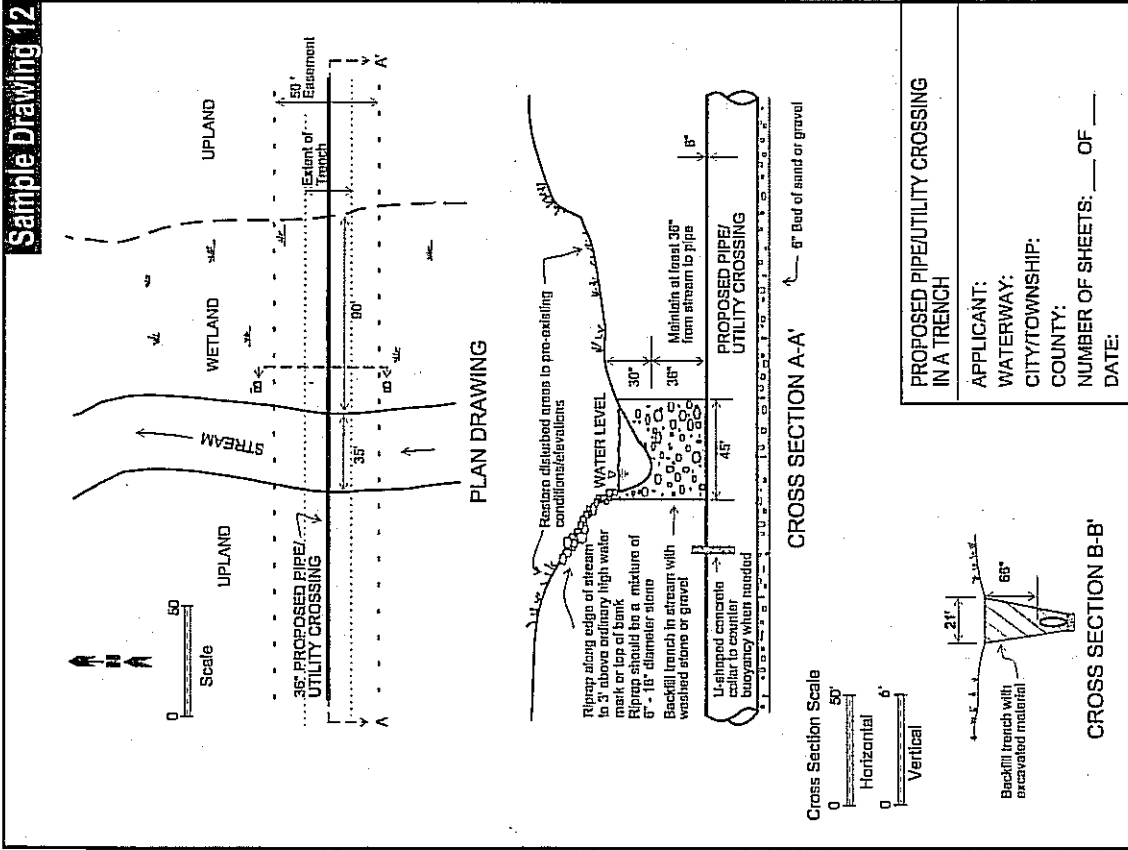 Sample Drawing 12
0 50
Scale
UPLAND
WETLAND
UPLAND
STREAM
50'
Easement
Extent of
Trench
36" PROPOSED PIPE/
UTILITY CROSSING
35'
90'
B'
B
A
A'
PLAN DRAWING
Restore disturbed areas to pre-existing
conditions/elevations
Riprap along edge of stream
to 3' above ordinary high water
mark or top of bank
Riprap should be a mixture of
6" - 18" diameter stone
Backfill trench in stream with
washed stone or gravel
U-shaped concrete
collar to counter
buoyancy when needed
WATER LEVEL
30"
36"
Maintain at least 36"
from stream to pipe
45'
PROPOSED PIPE/
UTILITY CROSSING
6"
6" Bed of sand or gravel
CROSS SECTION A-A'
Cross Section Scale
0 50'
Horizontal
0 6'
Vertical
21'
66"
Backfill trench with
excavated material
CROSS SECTION B-B'
PROPOSED PIPE/UTILITY CROSSING
IN A TRENCH
APPLICANT:
WATERWAY:
CITY/TOWNSHIP:
COUNTY:
NUMBER OF SHEETS: ___ OF ___
DATE: